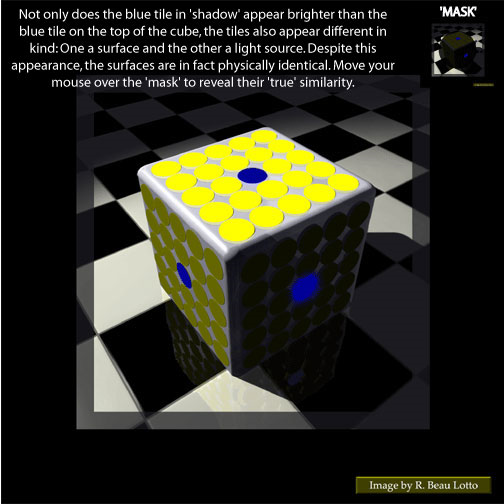 Not only does the blue tile in 'shadow' appear brighter than the
blue tile on the top of the cube, the tiles also appear different in
kind: One a surface and the other a light source. Despite this
appearance, the surfaces are in fact physically identical. Move your
mouse over the 'mask' to reveal their 'true' similarity.
'MASK'
Image by R. Beau Lotto